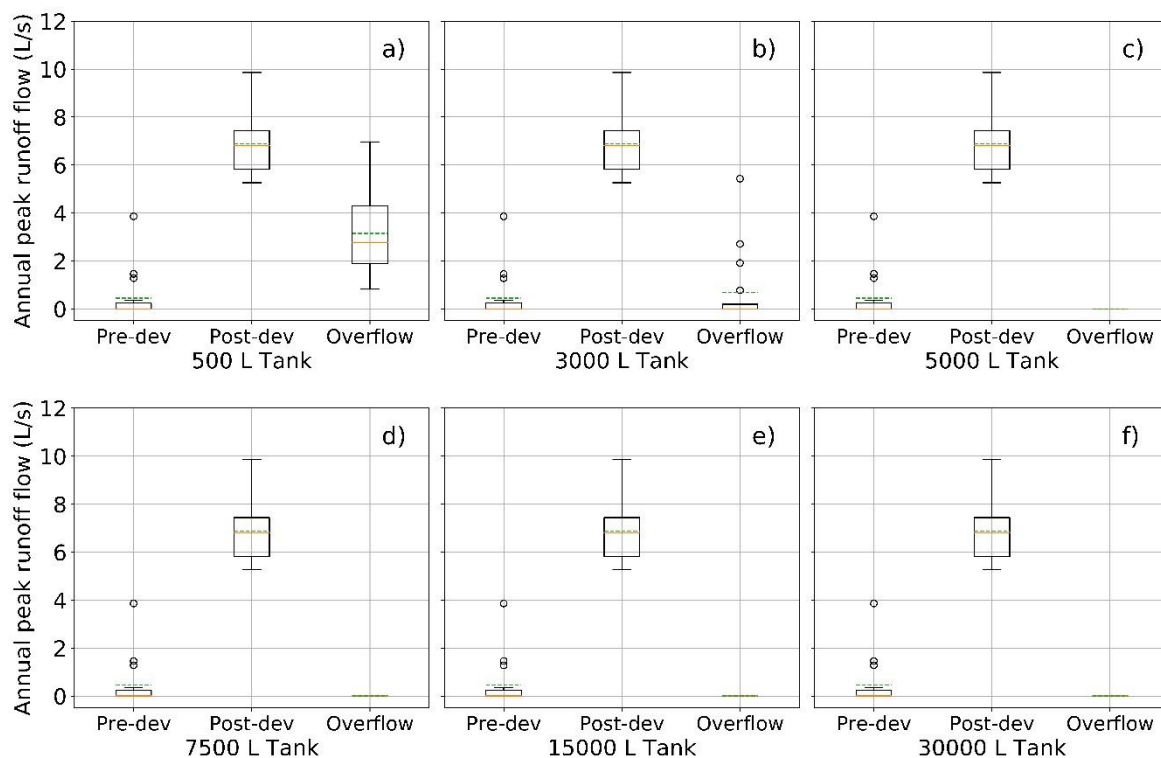 Annual peak runoff flow (L/s)
12
10
8
6
4
2
0
a)
Pre-dev Post-dev Overflow
500 L Tank
b)
Pre-dev Post-dev Overflow
3000 L Tank
c)
Pre-dev Post-dev Overflow
5000 L Tank
Annual peak runoff flow (L/s)
12
10
8
6
4
2
0
d)
Pre-dev Post-dev Overflow
7500 L Tank
e)
Pre-dev Post-dev Overflow
15000 L Tank
f)
Pre-dev Post-dev Overflow
30000 L Tank